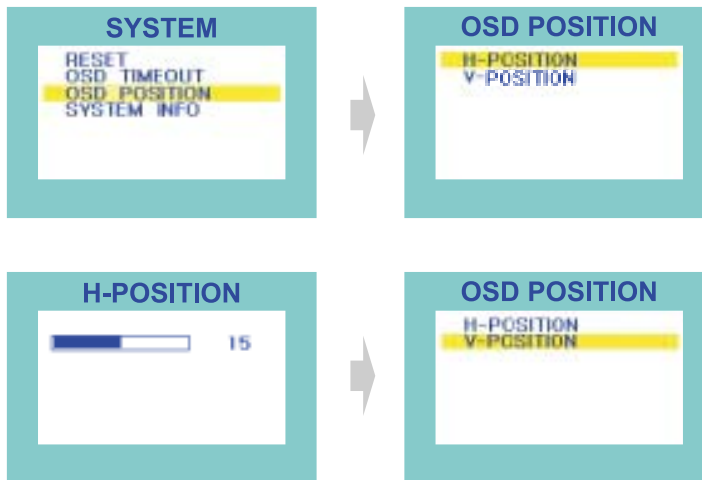 SYSTEM
RESET
OSD TIMEOUT
OSD POSITION
SYSTEM INFO
OSD POSITION
H-POSITION
V-POSITION
H-POSITION
15
OSD POSITION
H-POSITION
V-POSITION